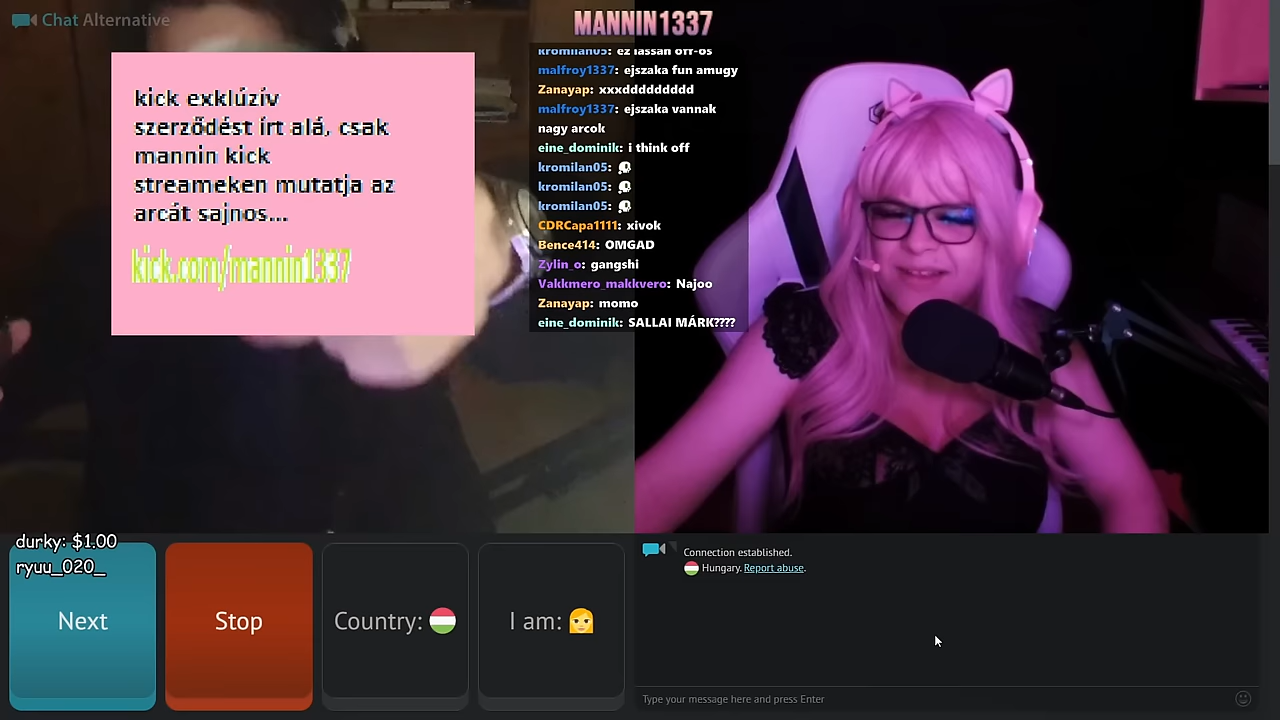 Chat Alternative
MANNIN1337
kick exklúzív
szerződést írt alá, csak
mannin kick
streameken mutatja az
arcát sajnos...
kick.com/mannin1337
kromilan05: ez lassan off-os
malfroy1337: ejszaka fun amugy
Zanayap: xxxddddddddd
malfroy1337: ejszaka vannak
nagy arcok
eine_dominik: i think off
kromilan05:
kromilan05:
kromilan05:
CDRCapa1111: xivok
Bence414: OMGAD
Zylin_o: gangshi
Vakkmero_makkvero: Najoo
Zanayap: momo
eine_dominik: SALLAI MÁRK????
durky: $1.00
ryuu_020_
Next
Stop
Country:
I am:
Connection established.
Hungary. Report abuse.
Type your message here and press Enter